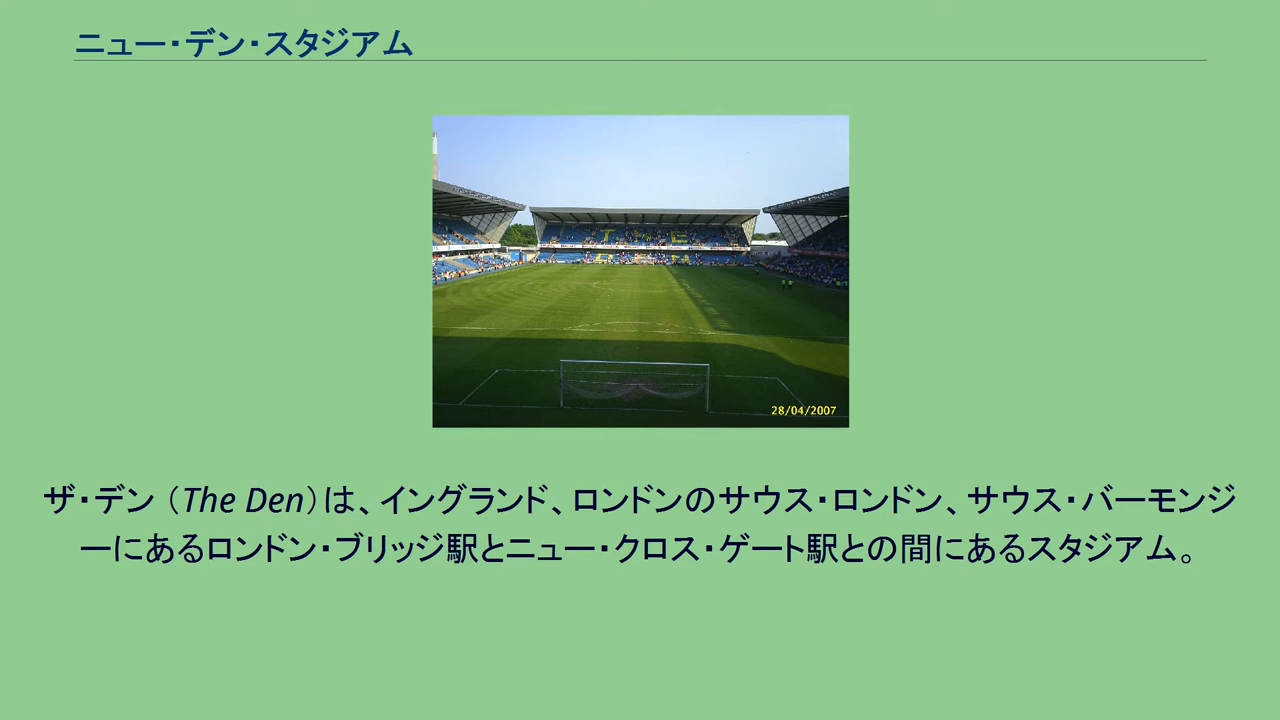 ニュー・デン・スタジアム
28/04/2007
ザ・デン（The Den）は、イングランド、ロンドンのサウス・ロンドン、サウス・バーモンジ
ーにあるロンドン・ブリッジ駅とニュー・クロス・ゲート駅との間にあるスタジアム。